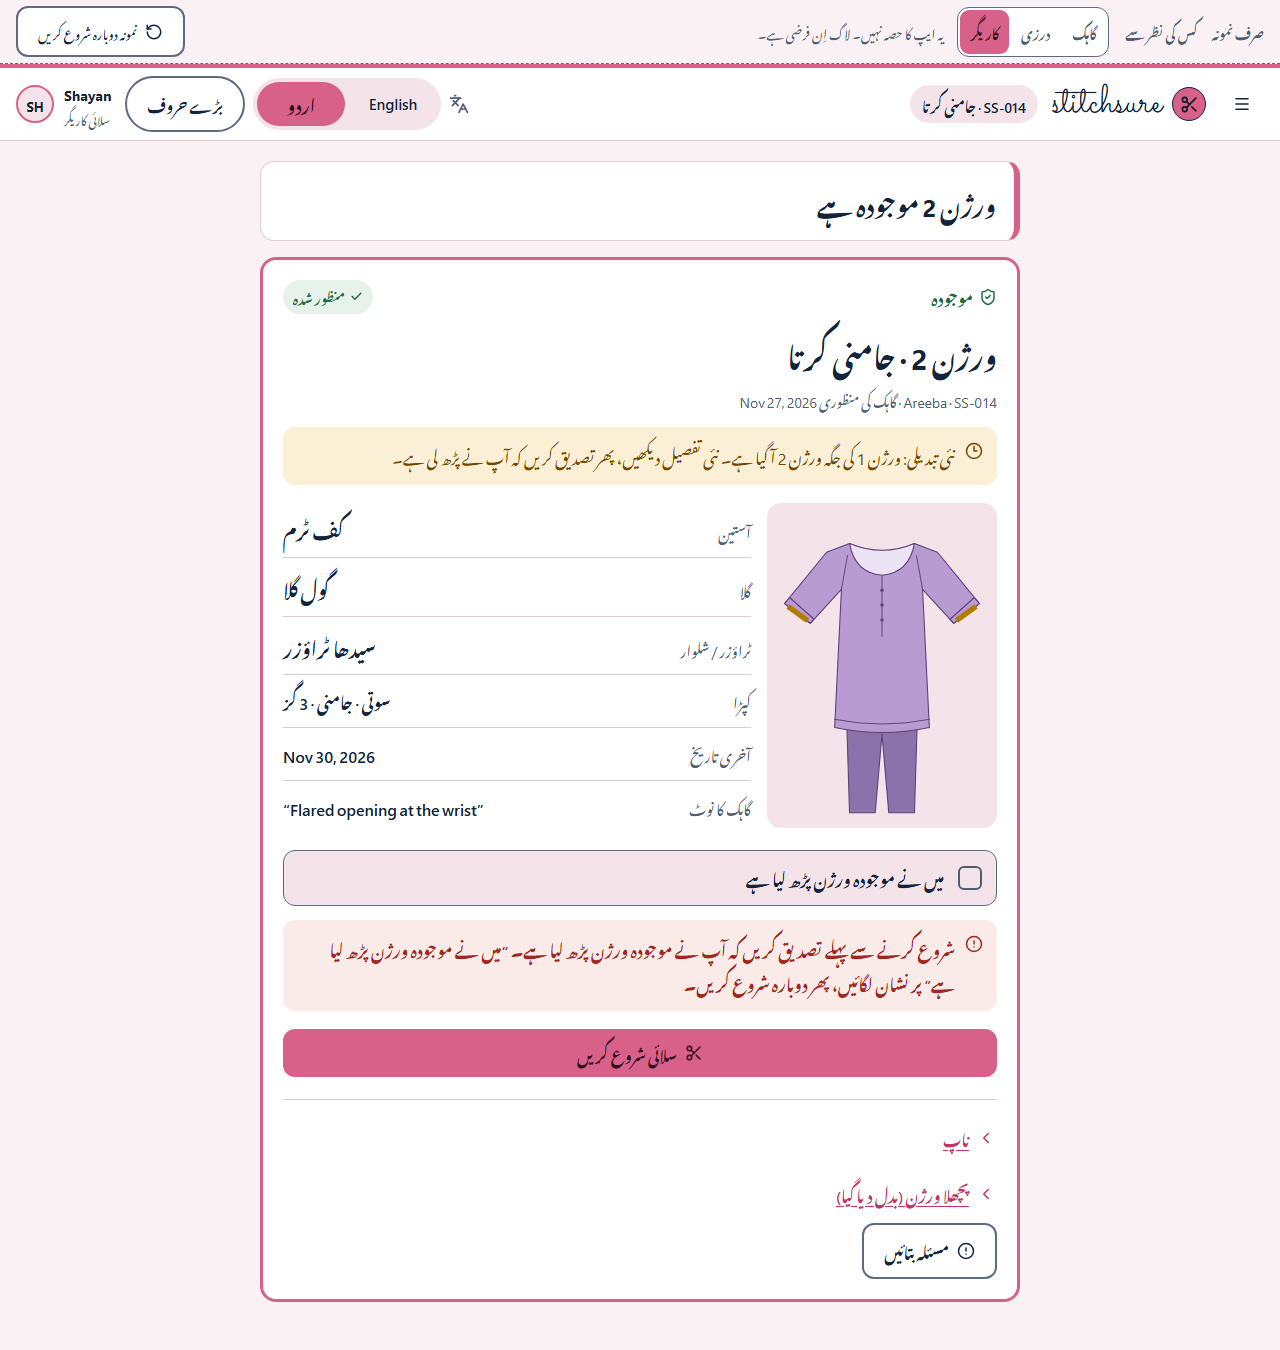 صرف نمونہ کس کی نظر سے گاہک درزی کاریگر یہ ایپ کا حصہ نہیں۔ لاگ اِن فرضی ہے۔ نمونہ دوبارہ شروع کریں
stitchsure SS-014 · جامنی کرتا English اردو بڑے حروف Shayan SH
سلائی کاریگر
ورژن 2 موجودہ ہے
موجودہ منظور شدہ
ورژن 2 · جامنی کرتا
Areeba · SS-014 · گاہک کی منظوری Nov 27, 2026
نئی تبدیلی: ورژن 1 کی جگہ ورژن 2 آ گیا ہے۔ نئی تفصیل دیکھیں، پھر تصدیق کریں کہ آپ نے پڑھ لی ہے۔
آستین کف ٹرم
گلا گول گلا
ٹراؤزر / شلوار سیدھا ٹراؤزر
کپڑا سوتی · جامنی · 3 گز
آخری تاریخ Nov 30, 2026
گاہک کا نوٹ “Flared opening at the wrist”
میں نے موجودہ ورژن پڑھ لیا ہے
شروع کرنے سے پہلے تصدیق کریں کہ آپ نے موجودہ ورژن پڑھ لیا ہے۔ ”میں نے موجودہ ورژن پڑھ لیا
ہے“ پر نشان لگائیں، پھر دوبارہ شروع کریں۔
سلائی شروع کریں
ناپ
پچھلا ورژن (بدل دیا گیا)
مسئلہ بتائیں